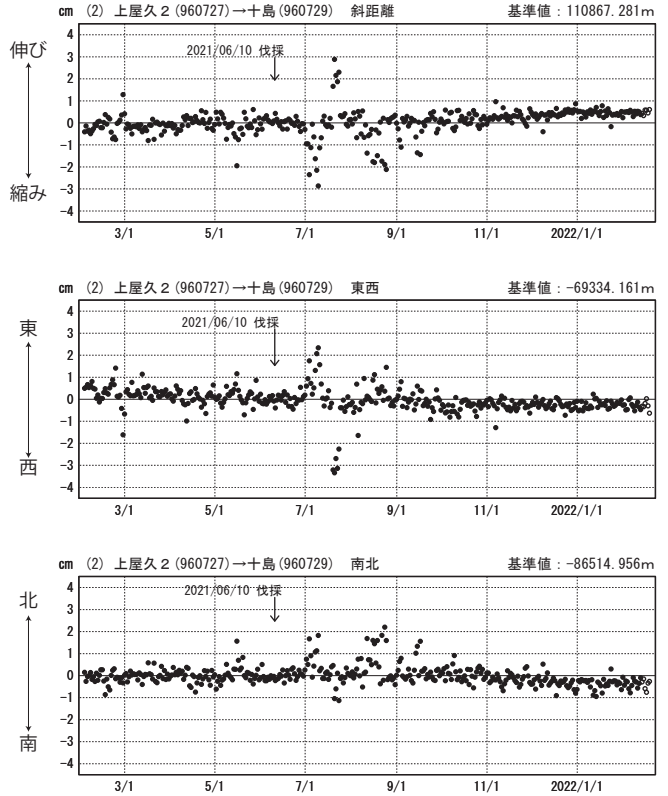 cm (2) 上屋久２(960727)→十島(960729) 斜距離 基準値：110867.281m
伸び
縮み
2021/06/10 伐採
4
3
2
1
0
-1
-2
-3
-4
3/1 5/1 7/1 9/1 11/1 2022/1/1
cm (2) 上屋久２(960727)→十島(960729) 東西 基準値：-69334.161m
東
西
2021/06/10 伐採
4
3
2
1
0
-1
-2
-3
-4
3/1 5/1 7/1 9/1 11/1 2022/1/1
cm (2) 上屋久２(960727)→十島(960729) 南北 基準値：-86514.956m
北
南
2021/06/10 伐採
4
3
2
1
0
-1
-2
-3
-4
3/1 5/1 7/1 9/1 11/1 2022/1/1